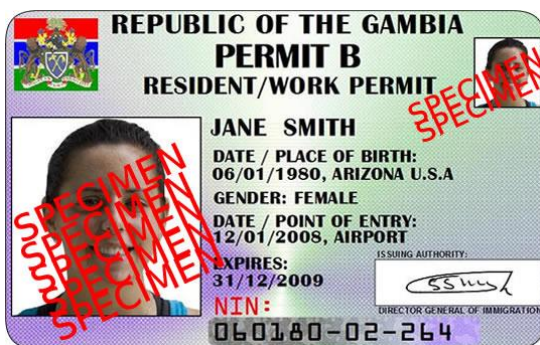 REPUBLIC OF THE GAMBIA
PERMIT B
RESIDENT/WORK PERMIT
SPECIMEN
SPECIMEN
JANE SMITH
DATE / PLACE OF BIRTH:
06/01/1980, ARIZONA U.S.A
GENDER: FEMALE
DATE / POINT OF ENTRY:
12/01/2008, AIRPORT
EXPIRES:
31/12/2009
ISSUING AUTHORITY:
DIRECTOR GENERAL OF IMMIGRATION
NIN:
060180-02-264
SPECIMEN
SPECIMEN
SPECIMEN
SPECIMEN
SPECIMEN